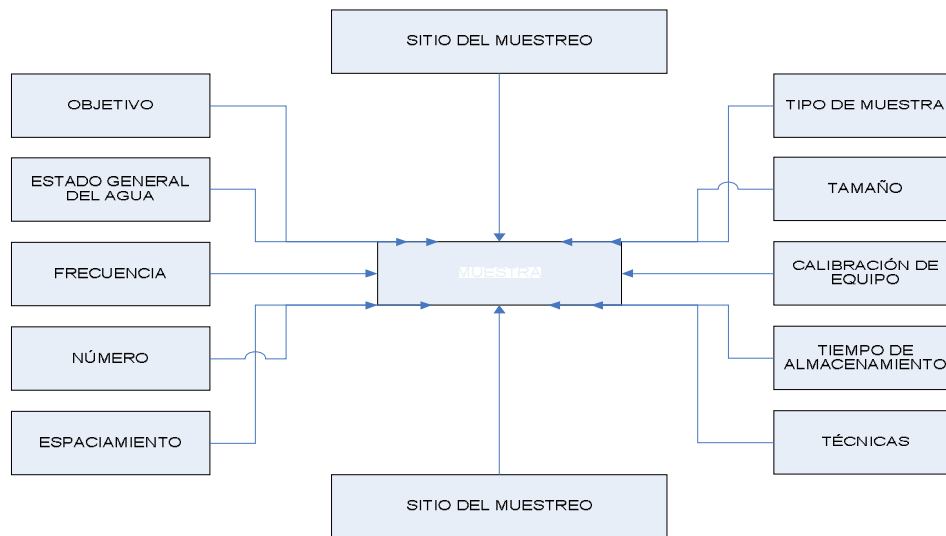 SITIO DEL MUESTREO
OBJETIVO
TIPO DE MUESTRA
ESTADO GENERAL
DEL AGUA
TAMAÑO
FRECUENCIA
MUESTRA
CALIBRACIÓN DE
EQUIPO
NÚMERO
TIEMPO DE
ALMACENAMIENTO
ESPACIAMIENTO
TÉCNICAS
SITIO DEL MUESTREO